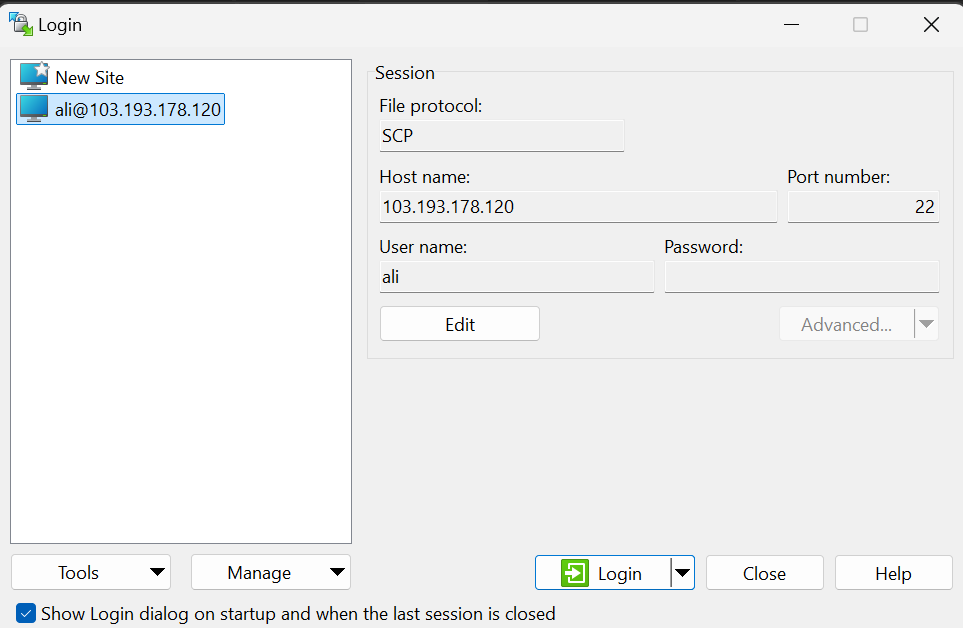 Login
New Site
ali@103.193.178.120
Session
File protocol:
SCP
Host name:
Port number:
103.193.178.120
22
User name:
Password:
ali
Edit
Advanced...
Tools
Manage
Login
Close
Help
Show Login dialog on startup and when the last session is closed